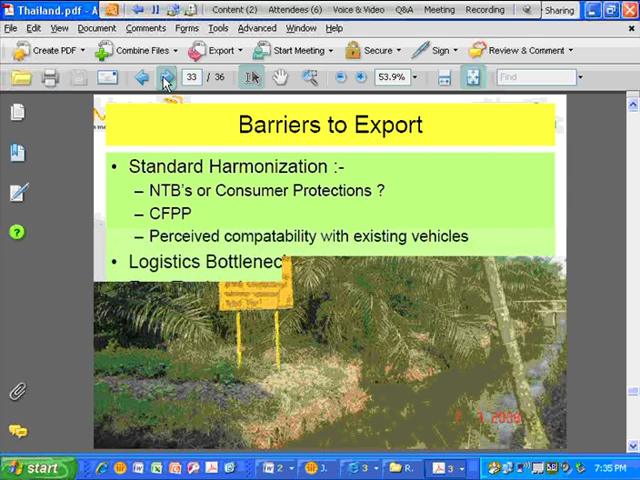 Thailand.pdf - A
Content (2) Attendees (6) Voice & Video Q&A Meeting Recording Sharing
File Edit View Document Comments Forms Tools Advanced Window Help
Create PDF Combine Files Export Start Meeting Secure Sign Review & Comment
33 / 36 53.9% Find
Barriers to Export
• Standard Harmonization :-
– NTB's or Consumer Protections ?
– CFPP
– Perceived compatability with existing vehicles
• Logistics Bottlenec
start W 2 J. 3 R. 3 7:35 PM